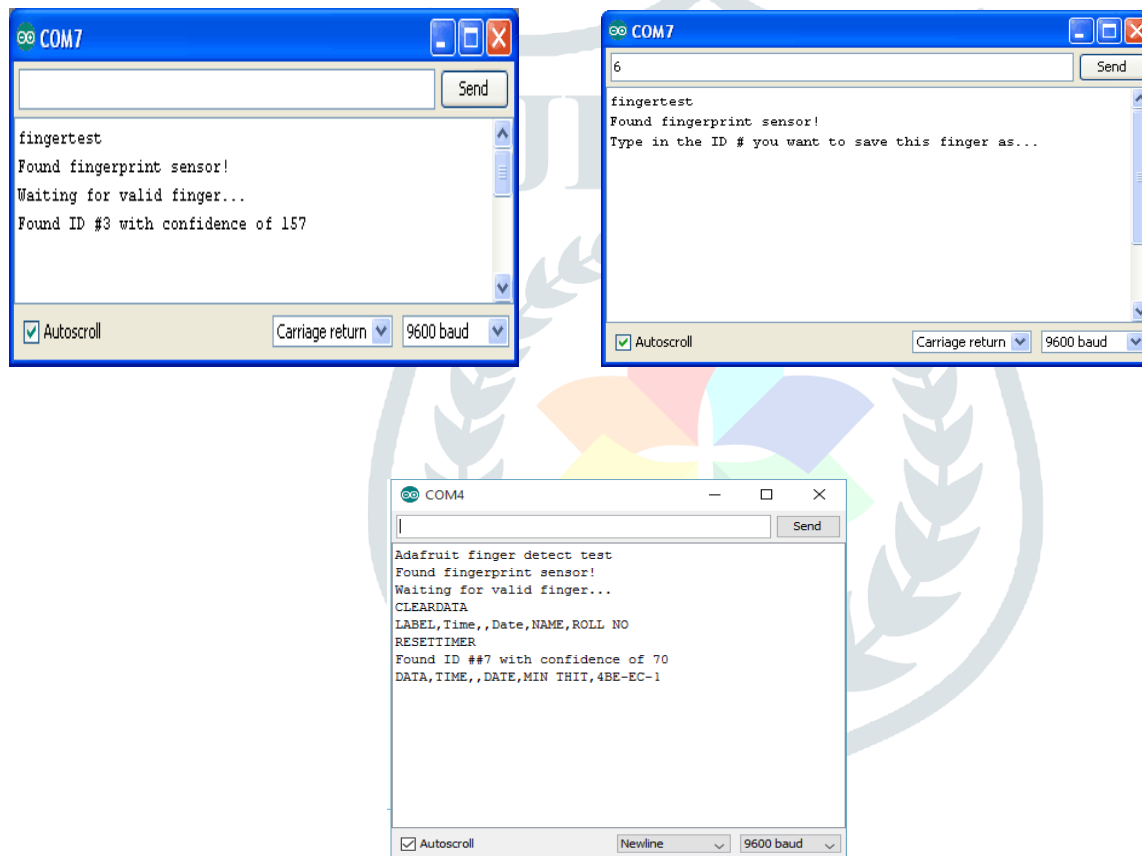 COM7
Send
fingertest
Found fingerprint sensor!
Waiting for valid finger...
Found ID #3 with confidence of 157
Autoscroll
Carriage return
9600 baud
COM7
6
Send
fingertest
Found fingerprint sensor!
Type in the ID # you want to save this finger as...
Autoscroll
Carriage return
9600 baud
COM4
Send
Adafruit finger detect test
Found fingerprint sensor!
Waiting for valid finger...
CLEARDATA
LABEL,Time,,Date,NAME,ROLL NO
RESETTIMER
Found ID ##7 with confidence of 70
DATA,TIME,,DATE,MIN THIT,4BE-EC-1
Autoscroll
Newline
9600 baud